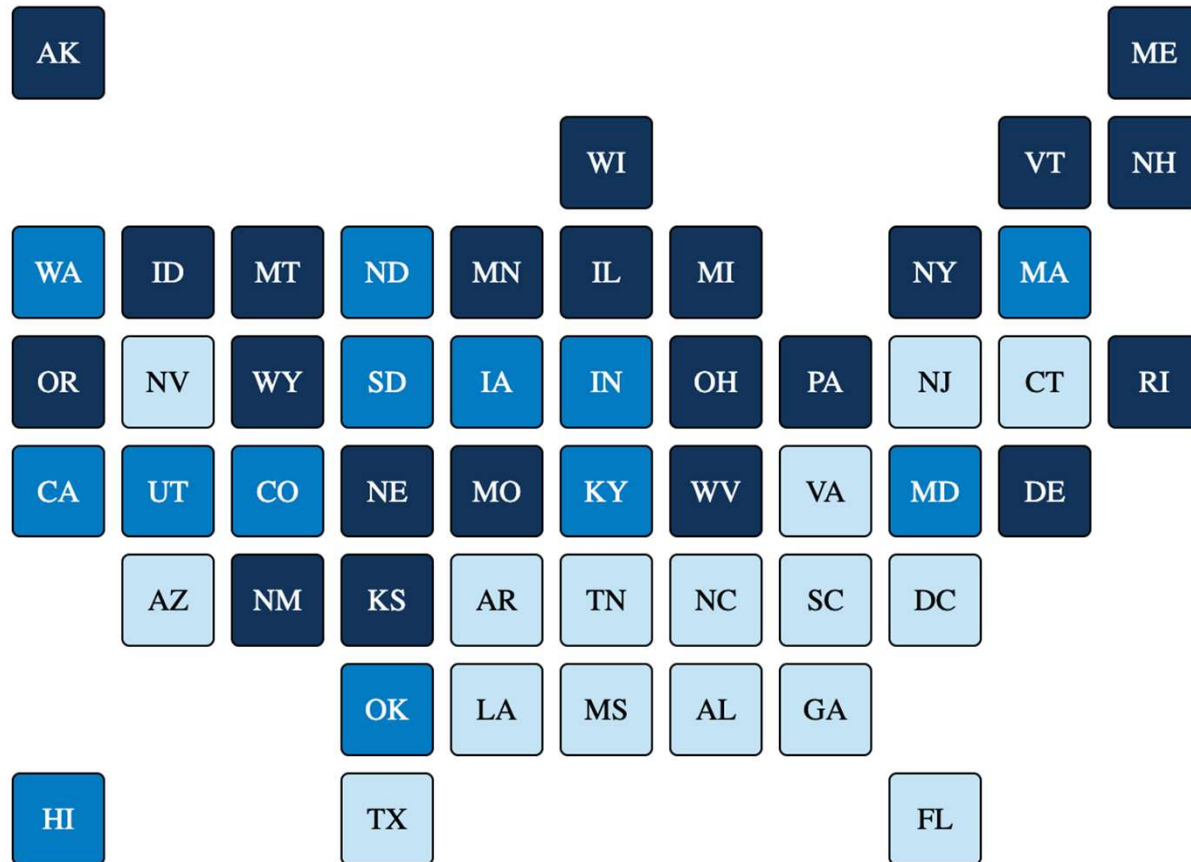 AK ME
WI VT NH
WA ID MT ND MN IL MI NY MA
OR NV WY SD IA IN OH PA NJ CT RI
CA UT CO NE MO KY WV VA MD DE
AZ NM KS AR TN NC SC DC
OK LA MS AL GA
HI TX FL